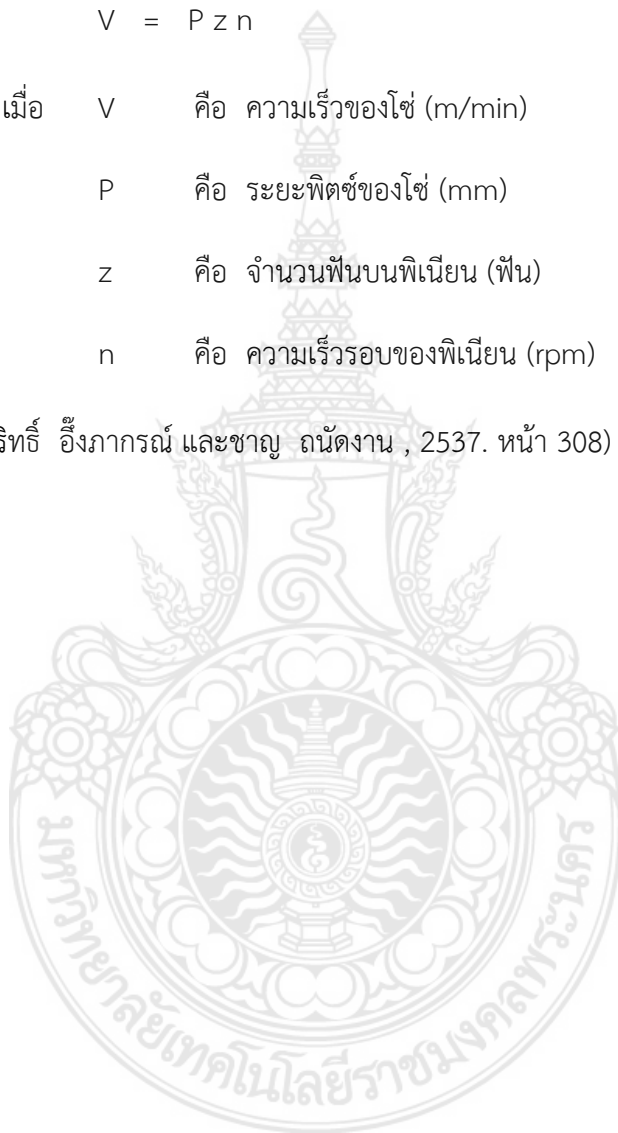 V = P z n
เมื่อ V คือ ความเร็วของโซ่ (m/min)
P คือ ระยะพิตซ์ของโซ่ (mm)
z คือ จำนวนฟันบนพิเนียน (ฟัน)
n คือ ความเร็วรอบของพิเนียน (rpm)
ริทธิ์ อึ๊งภากรณ์ และชาญ ถนัดงาน , 2537. หน้า 308)
มหาวิทยาลัยเทคโนโลยีราชมงคลพระนคร